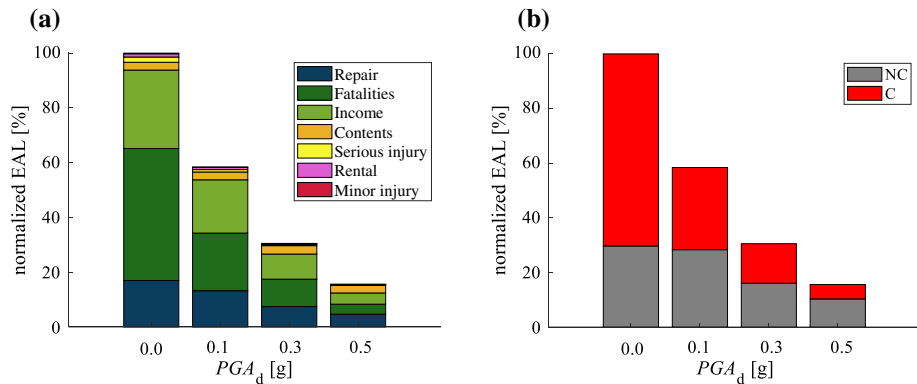 (a)
normalized EAL [%]
100
80
60
40
20
0
0.0 0.1 0.3 0.5
PGAd [g]
Repair
Fatalities
Income
Contents
Serious injury
Rental
Minor injury
(b)
normalized EAL [%]
100
80
60
40
20
0
0.0 0.1 0.3 0.5
PGAd [g]
NC
C